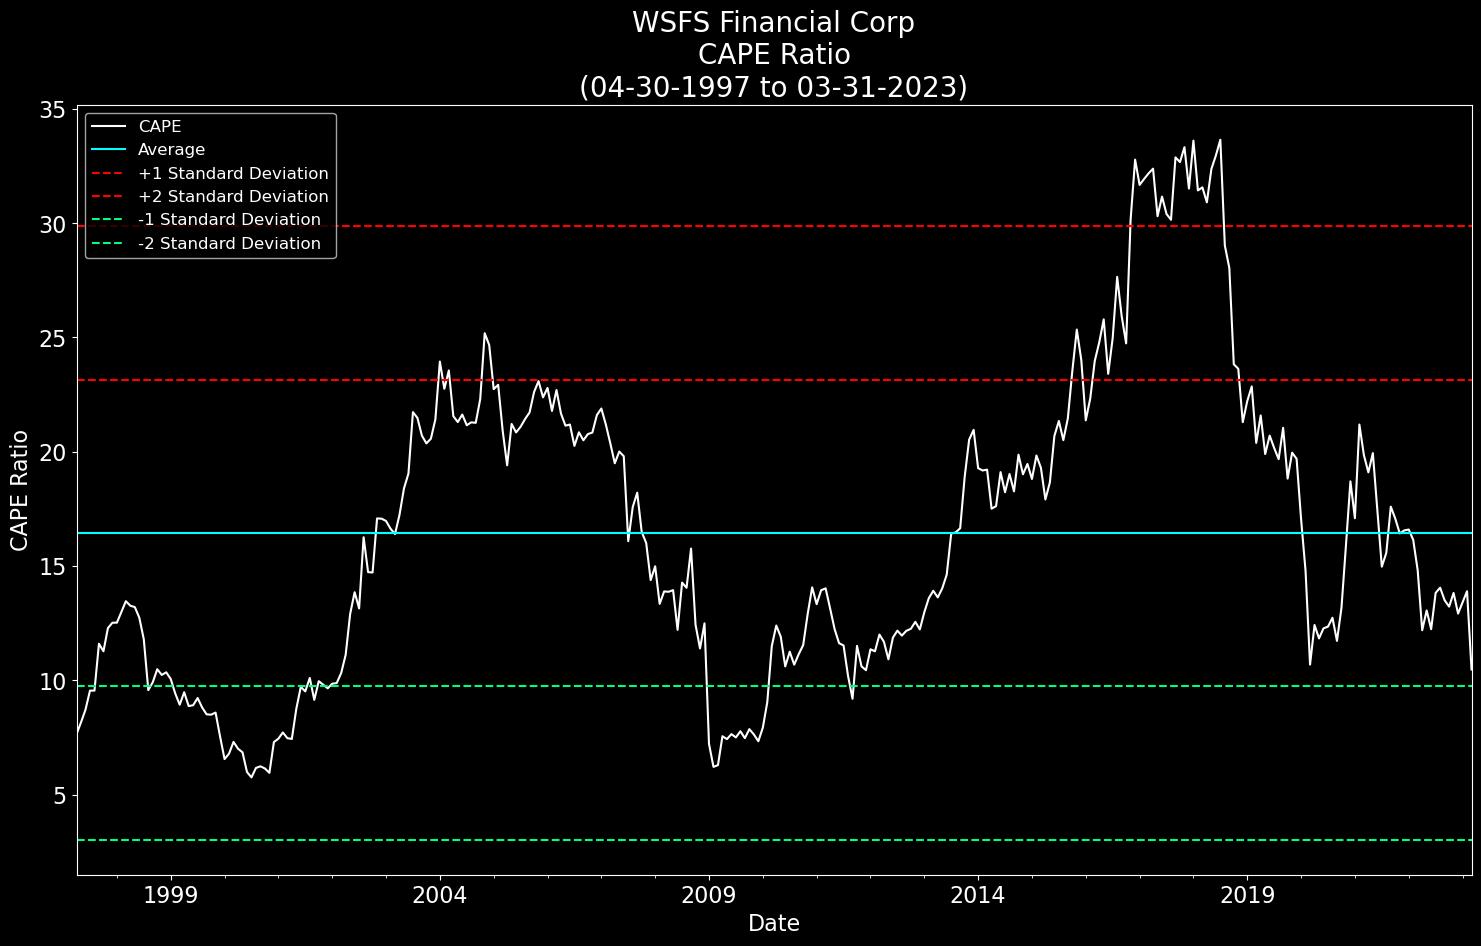 WSFS Financial Corp
CAPE Ratio
(04-30-1997 to 03-31-2023)
35
30
25
20
15
10
5
CAPE Ratio
CAPE
Average
+1 Standard Deviation
+2 Standard Deviation
-1 Standard Deviation
-2 Standard Deviation
1999 2004 2009 2014 2019
Date